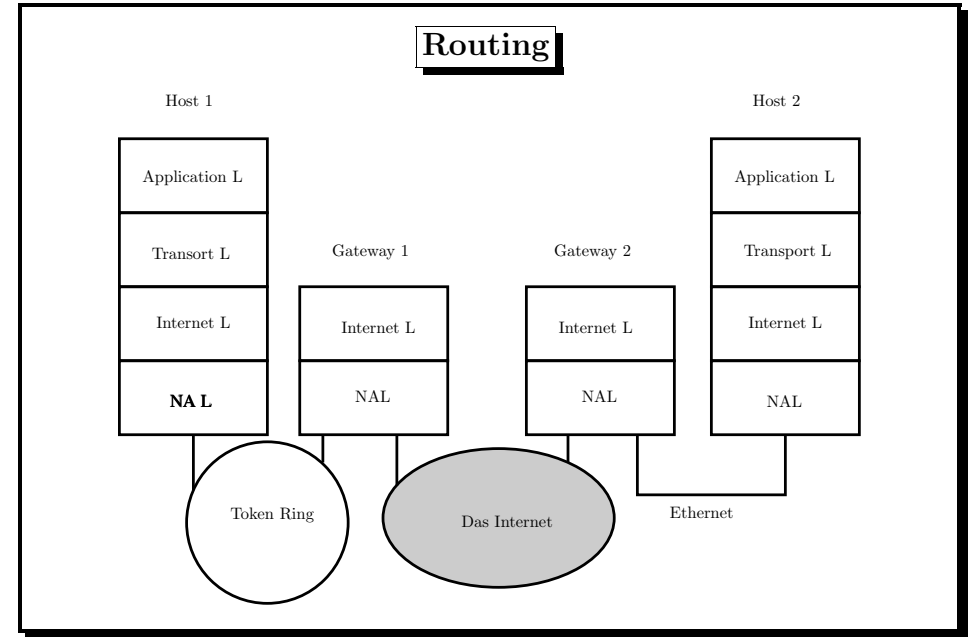 Routing
Host 1
Host 2
Application L
Application L
Transort L
Gateway 1
Gateway 2
Transport L
Internet L
Internet L
Internet L
Internet L
NA L
NAL
NAL
NAL
Token Ring
Das Internet
Ethernet